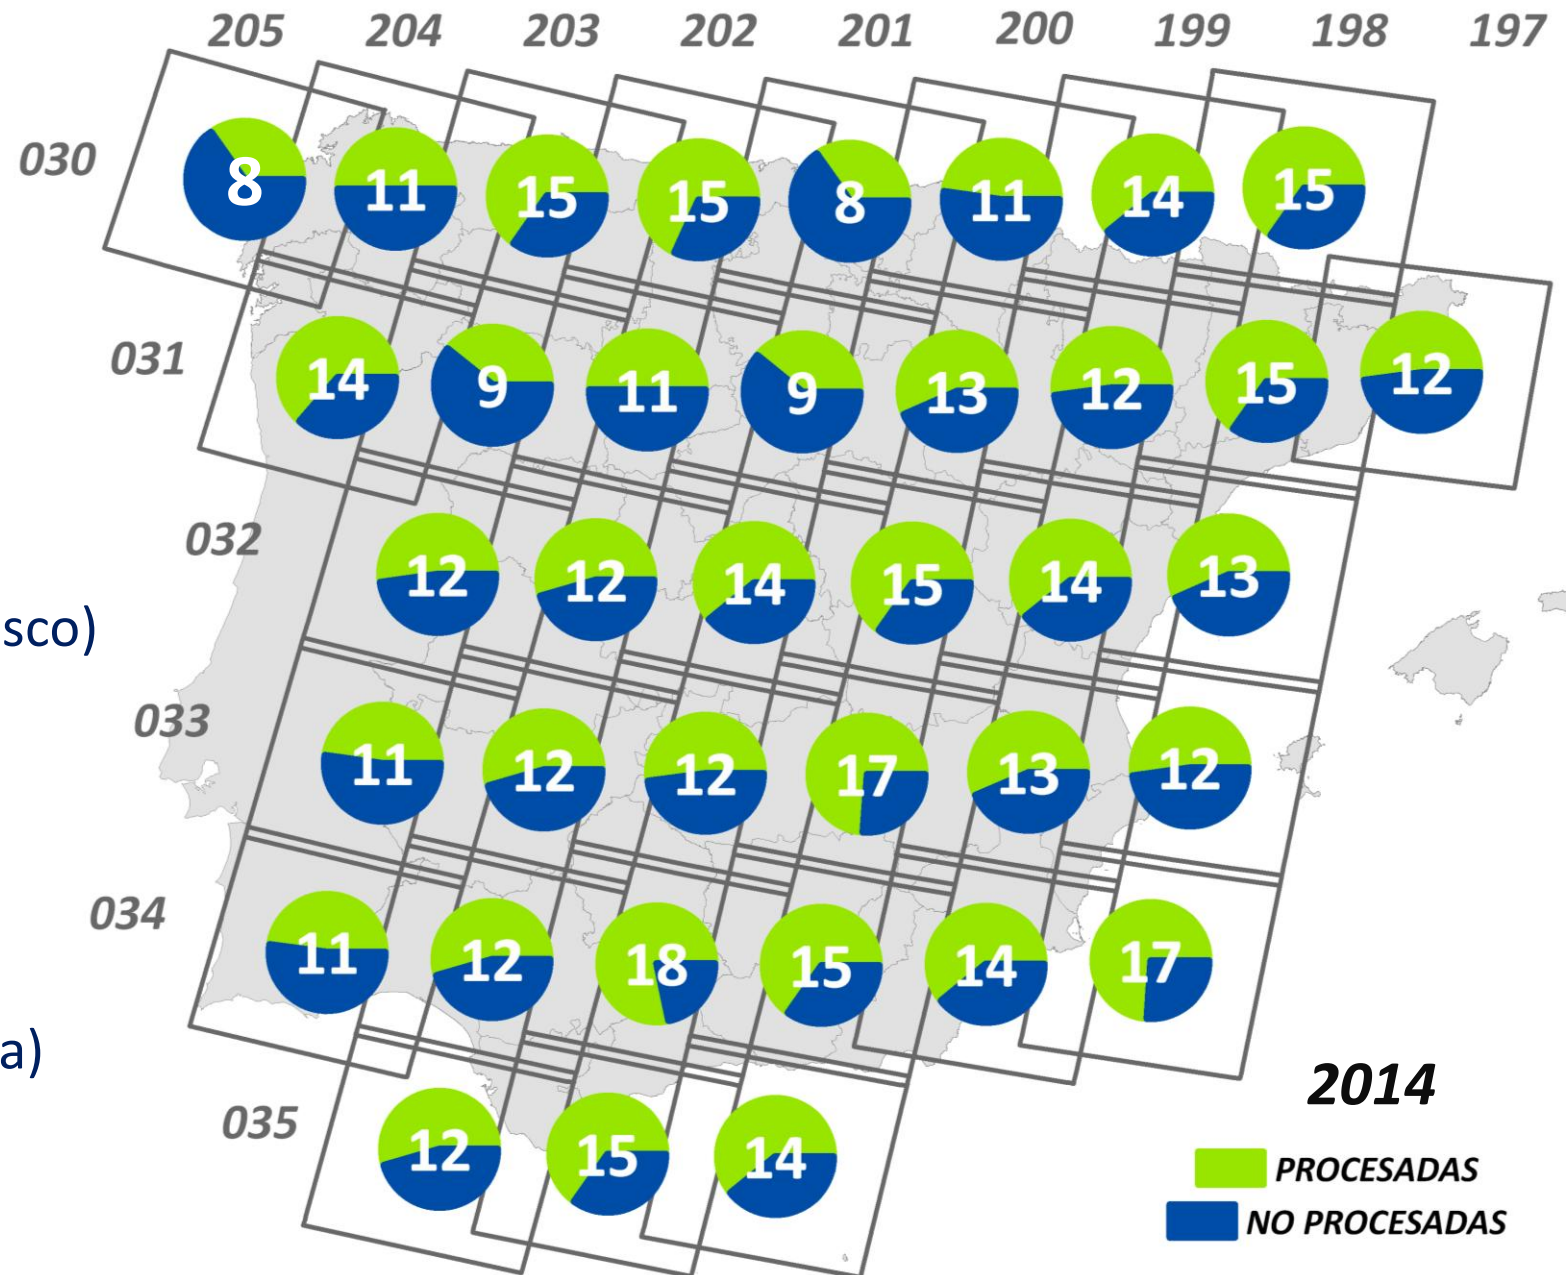 205 204 203 202 201 200 199 198 197
030 8 11 15 15 8 11 14 15
031 14 9 11 9 13 12 15 12
032 12 12 14 15 14 13
sco)
033 11 12 12 17 13 12
034 11 12 18 15 14 17
a)
2014
035 12 15 14
PROCESADAS
NO PROCESADAS